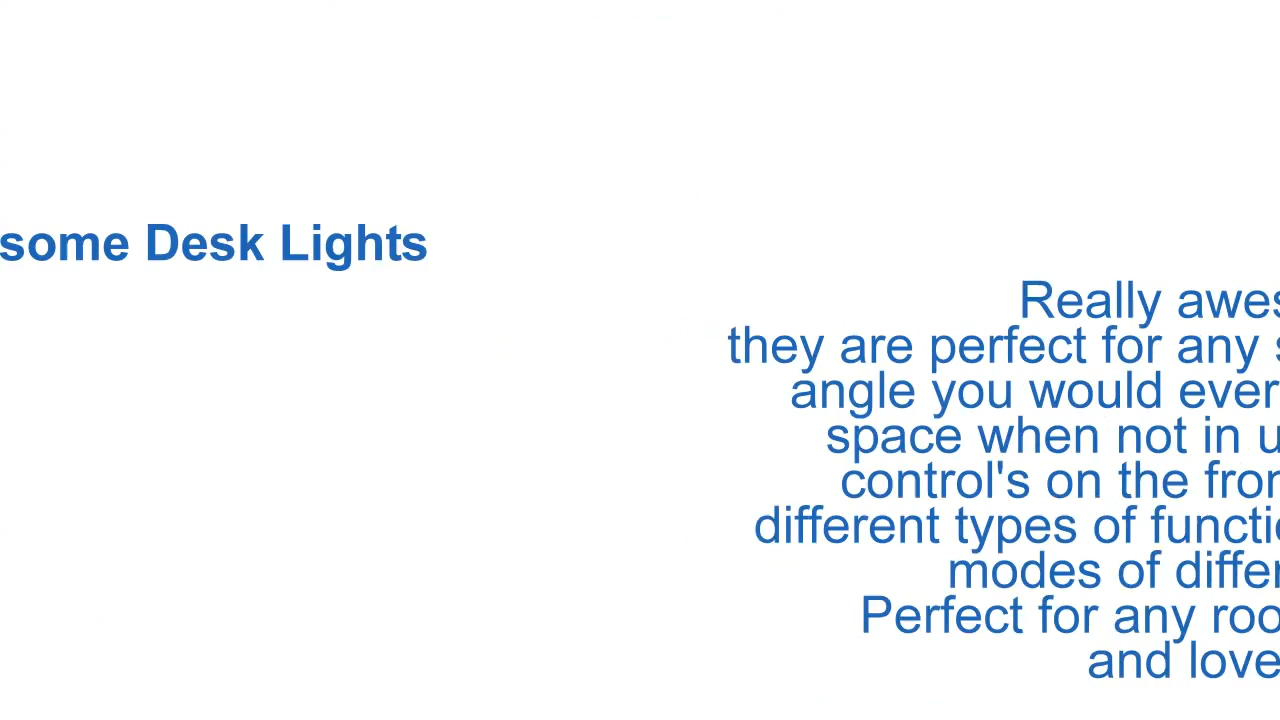 some Desk Lights
Really awes
they are perfect for any s
angle you would ever
space when not in u
control's on the fron
different types of functio
modes of differ
Perfect for any roo
and love